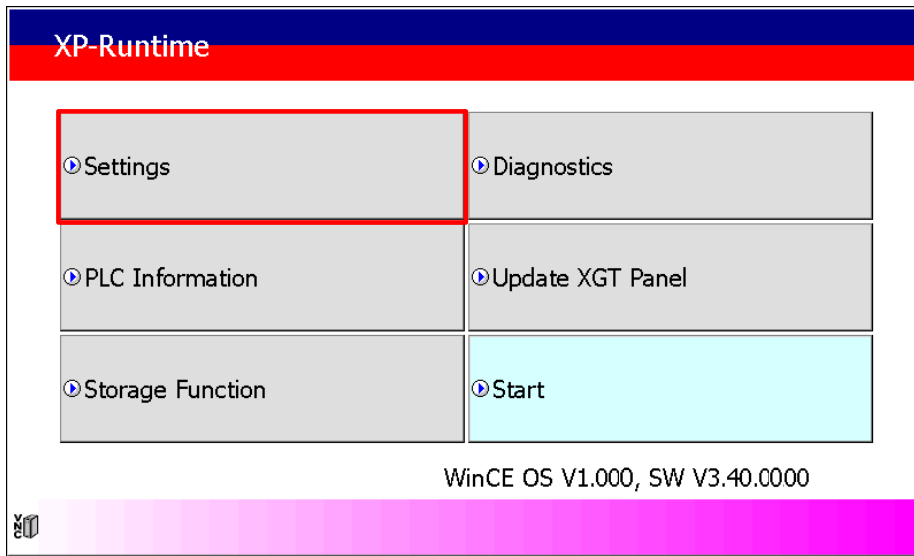 XP-Runtime
Settings
Diagnostics
PLC Information
Update XGT Panel
Storage Function
Start
WinCE OS V1.000, SW V3.40.0000
VNC